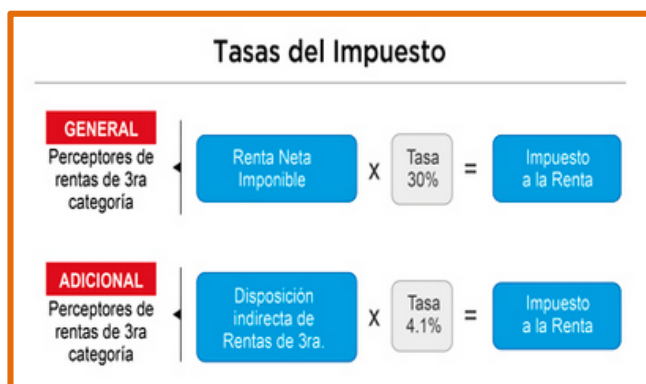 Tasas del Impuesto
GENERAL
Perceptores de
rentas de 3ra
categoría
Renta Neta
Imponible
X
Tasa
30%
=
Impuesto
a la Renta
ADICIONAL
Perceptores de
rentas de 3ra
categoría
Disposición
indirecta de
Rentas de 3ra.
X
Tasa
4.1%
=
Impuesto
a la Renta